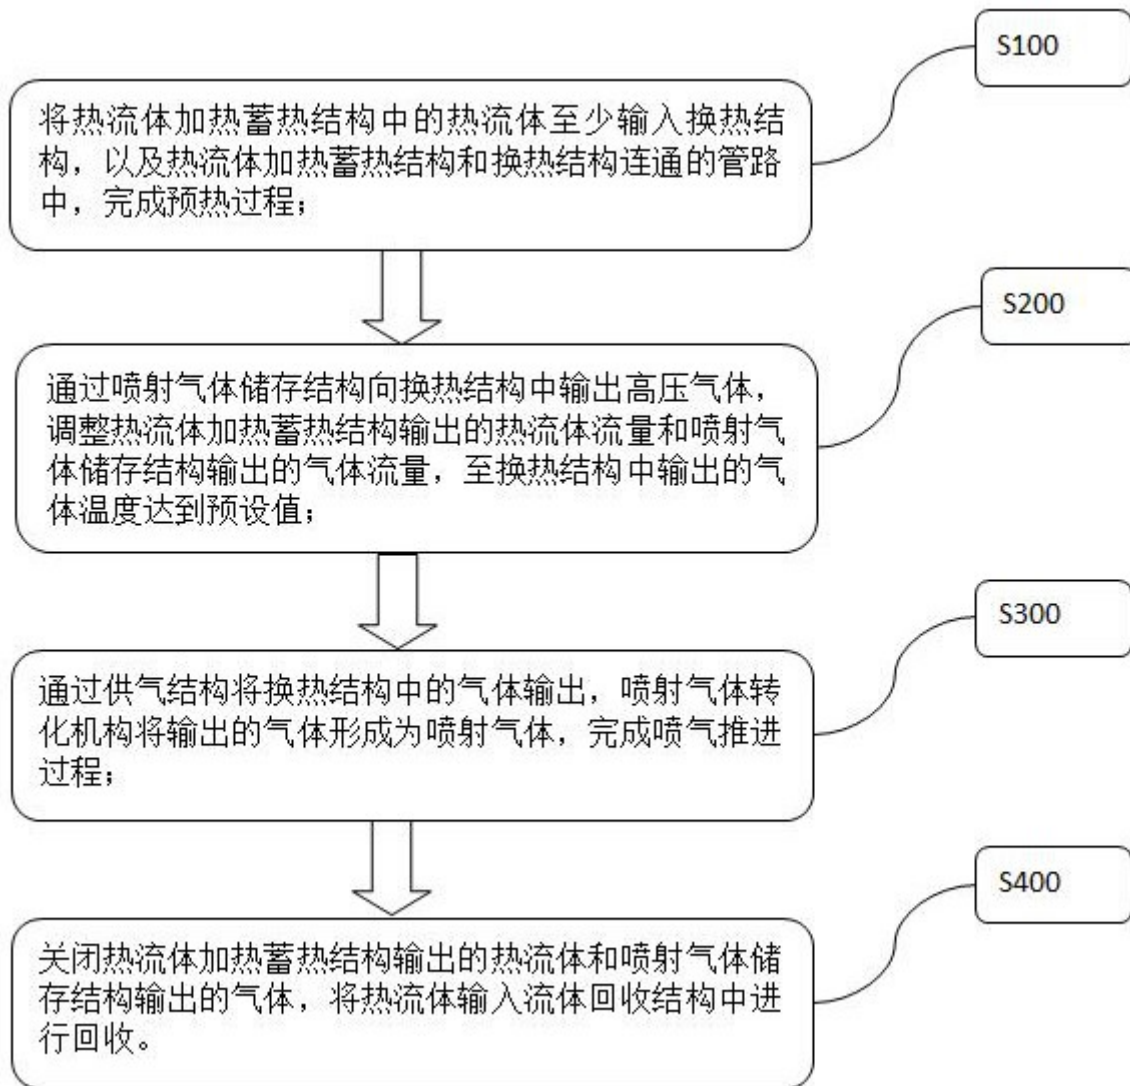 S100
将热流体加热蓄热结构中的热流体至少输入换热结
构，以及热流体加热蓄热结构和换热结构连通的管路
中，完成预热过程；
S200
通过喷射气体储存结构向换热结构中输出高压气体，
调整热流体加热蓄热结构输出的热流体流量和喷射气
体储存结构输出的气体流量，至换热结构中输出的气
体温度达到预设值；
S300
通过供气结构将换热结构中的气体输出，喷射气体转
化机构将输出的气体形成为喷射气体，完成喷气推进
过程；
S400
关闭热流体加热蓄热结构输出的热流体和喷射气体储
存结构输出的气体，将热流体输入流体回收结构中进
行回收。